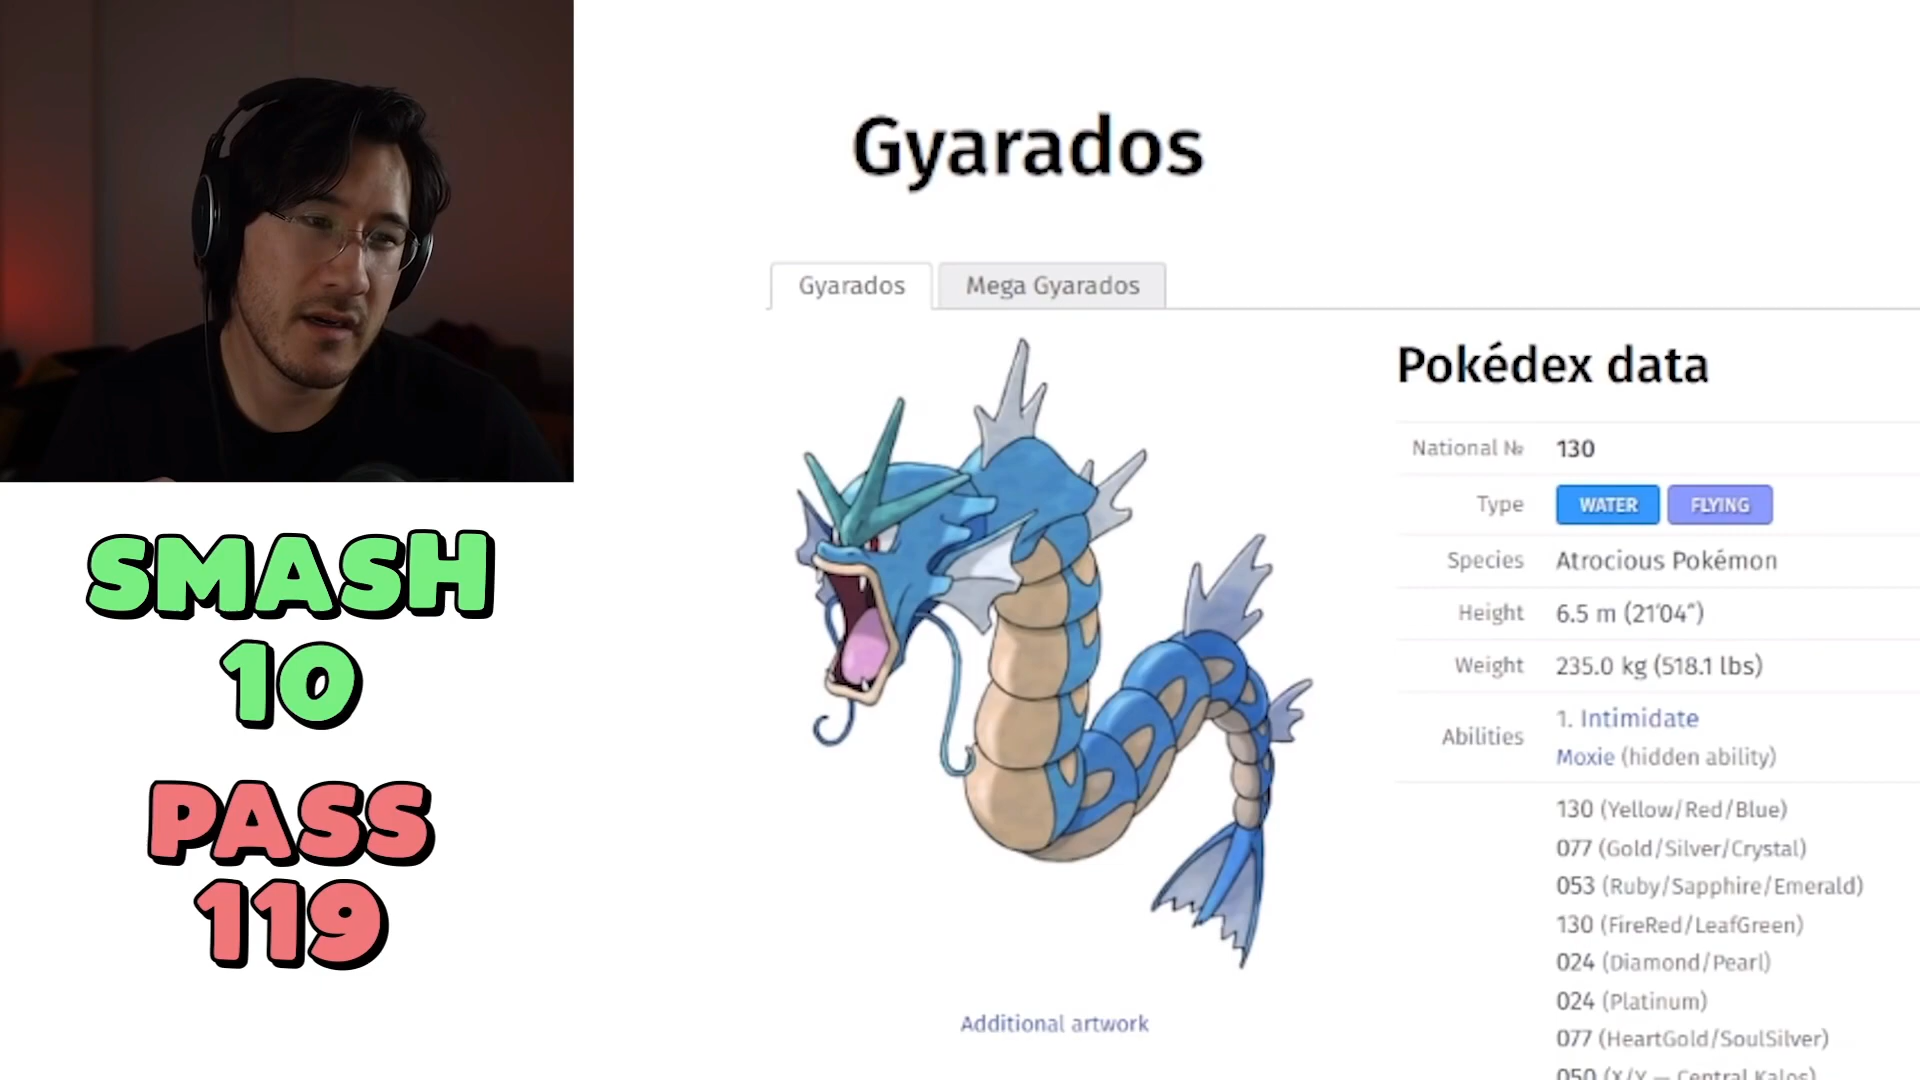 Gyarados
Gyarados
Mega Gyarados
Pokédex data
National № 130
Type WATER FLYING
Species Atrocious Pokémon
Height 6.5 m (21′04″)
Weight 235.0 kg (518.1 lbs)
Abilities 1. Intimidate
Moxie (hidden ability)
130 (Yellow/Red/Blue)
077 (Gold/Silver/Crystal)
053 (Ruby/Sapphire/Emerald)
130 (FireRed/LeafGreen)
024 (Diamond/Pearl)
024 (Platinum)
077 (HeartGold/SoulSilver)
050 (X/Y — Central Kalos)
Additional artwork
SMASH
10
PASS
119